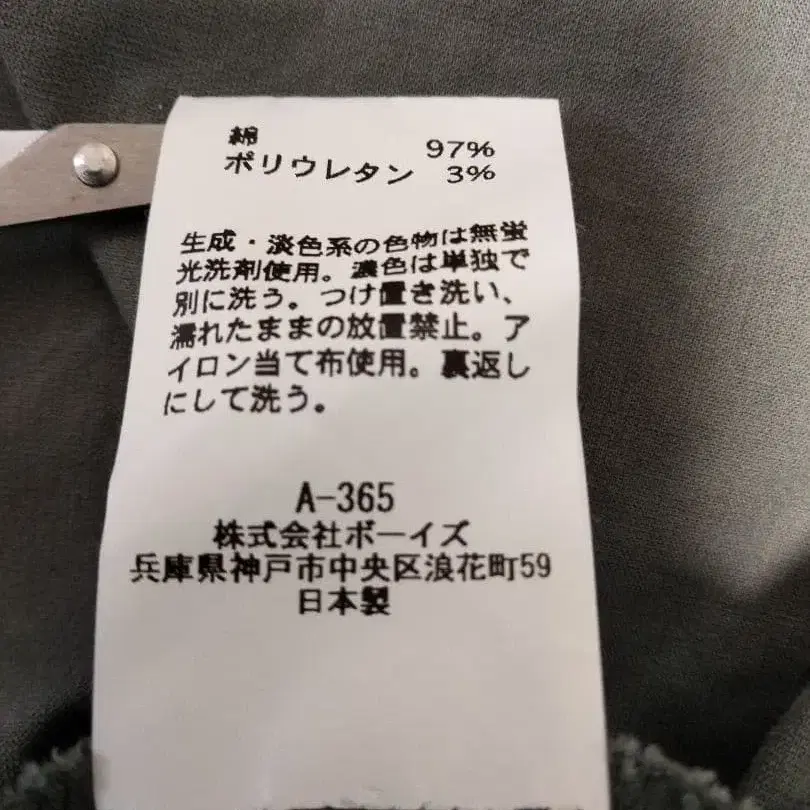 綿 97%
ポリウレタン 3%
生成・淡色系の色物は無蛍
光洗剤使用。濃色は単独で
別に洗う。つけ置き洗い、
濡れたままの放置禁止。ア
イロン当て布使用。裏返し
にして洗う。
A-365
株式会社ボーイズ
兵庫県神戸市中央区浪花町59
日本製